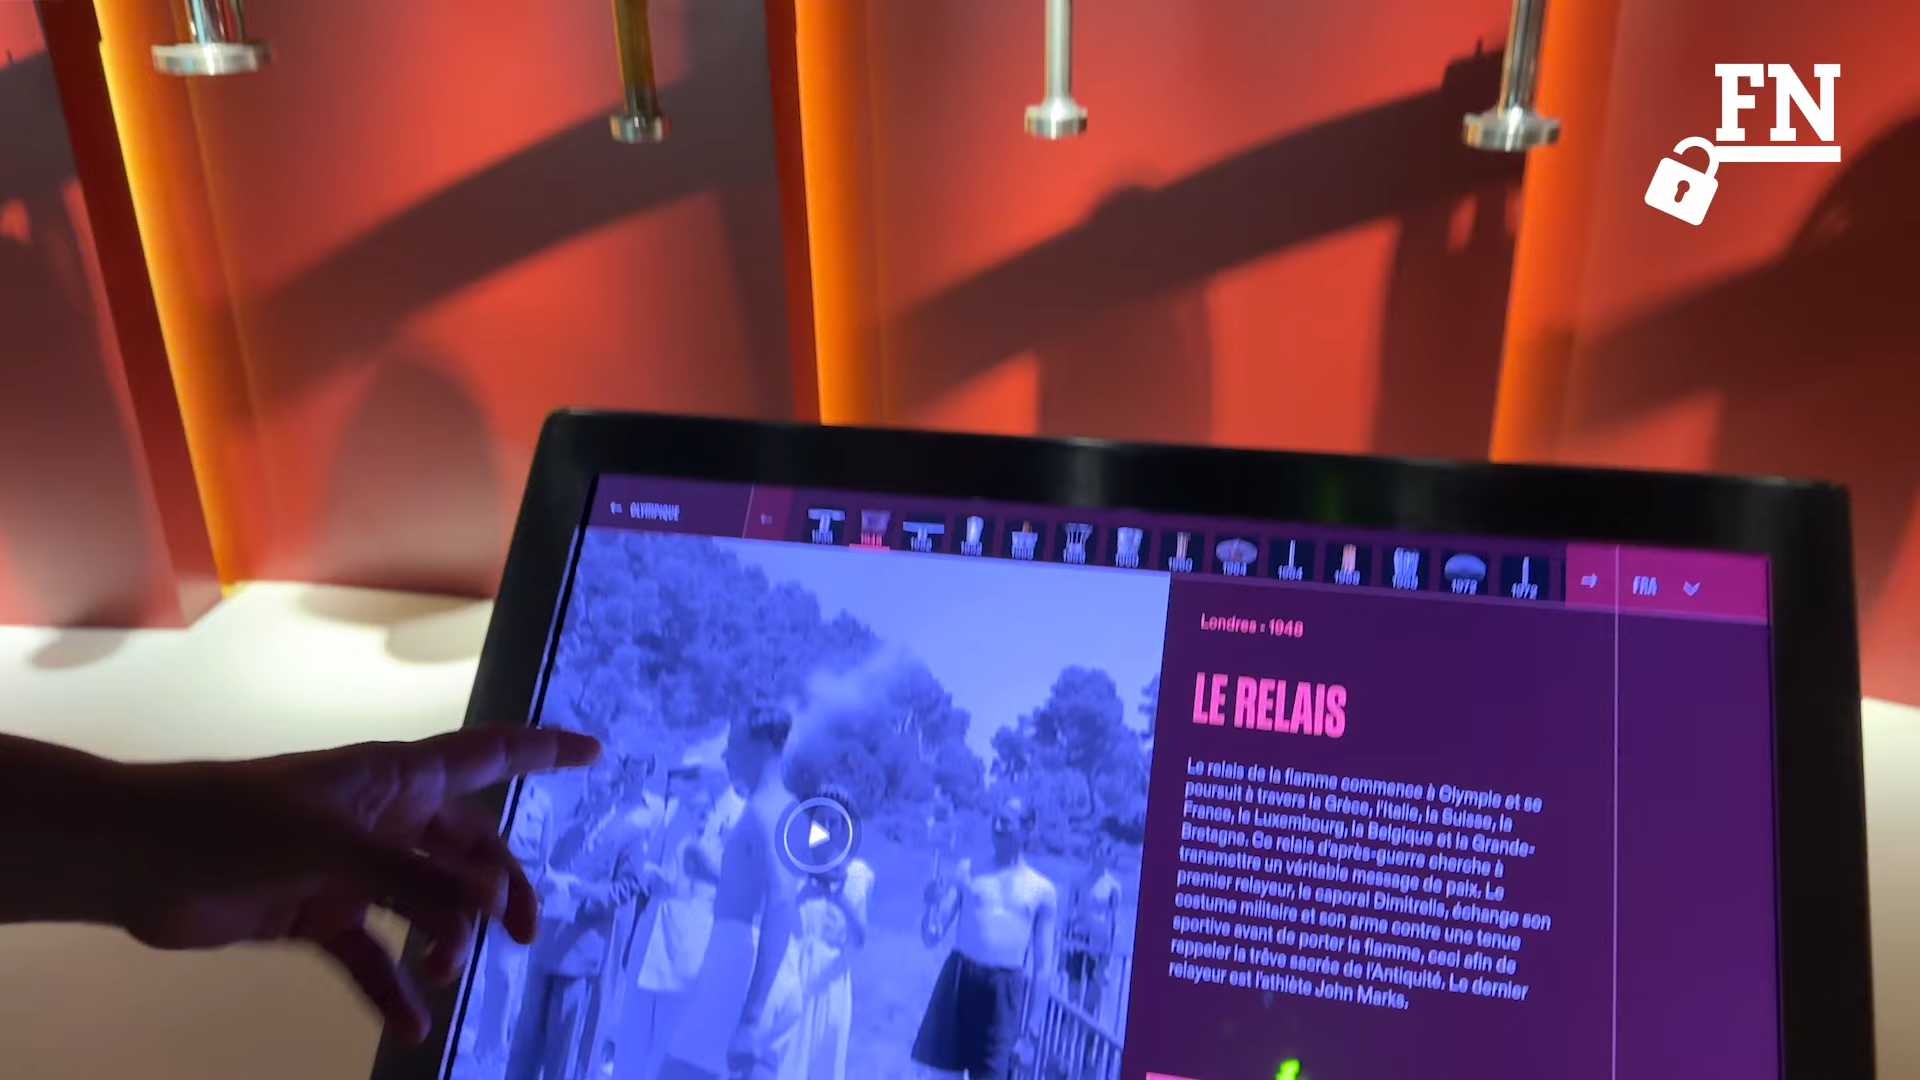 FN
OLYMPIQUE
1948
1984
1972
FRA
Londres - 1948
LE RELAIS
Le relais de la flamme commence à Olympie et se
poursuit à travers la Grèce, l'Italie, la Suisse, la
France, le Luxembourg, la Belgique et la Grande-
Bretagne. Ce relais d'après-guerre cherche à
transmettre un véritable message de paix. Le
premier relayeur, le caporal Dimitrelis, échange son
costume militaire et son arme contre une tenue
sportive avant de porter la flamme, ceci afin de
rappeler la trêve sacrée de l'Antiquité. Le dernier
relayeur est l'athlète John Marks.